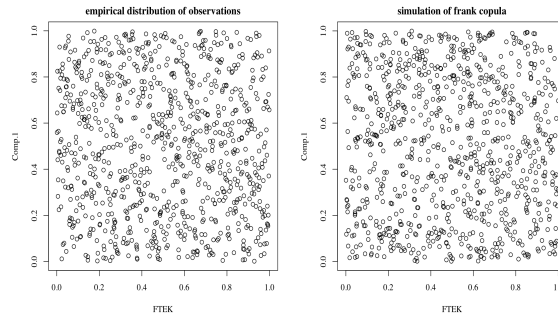 empirical distribution of observations
simulation of frank copula
1.0
0.8
0.6
0.4
0.2
0.0
Comp.1
0.0 0.2 0.4 0.6 0.8 1.0
FTEK
1.0
0.8
0.6
0.4
0.2
0.0
Comp.1
0.0 0.2 0.4 0.6 0.8 1
FTEK